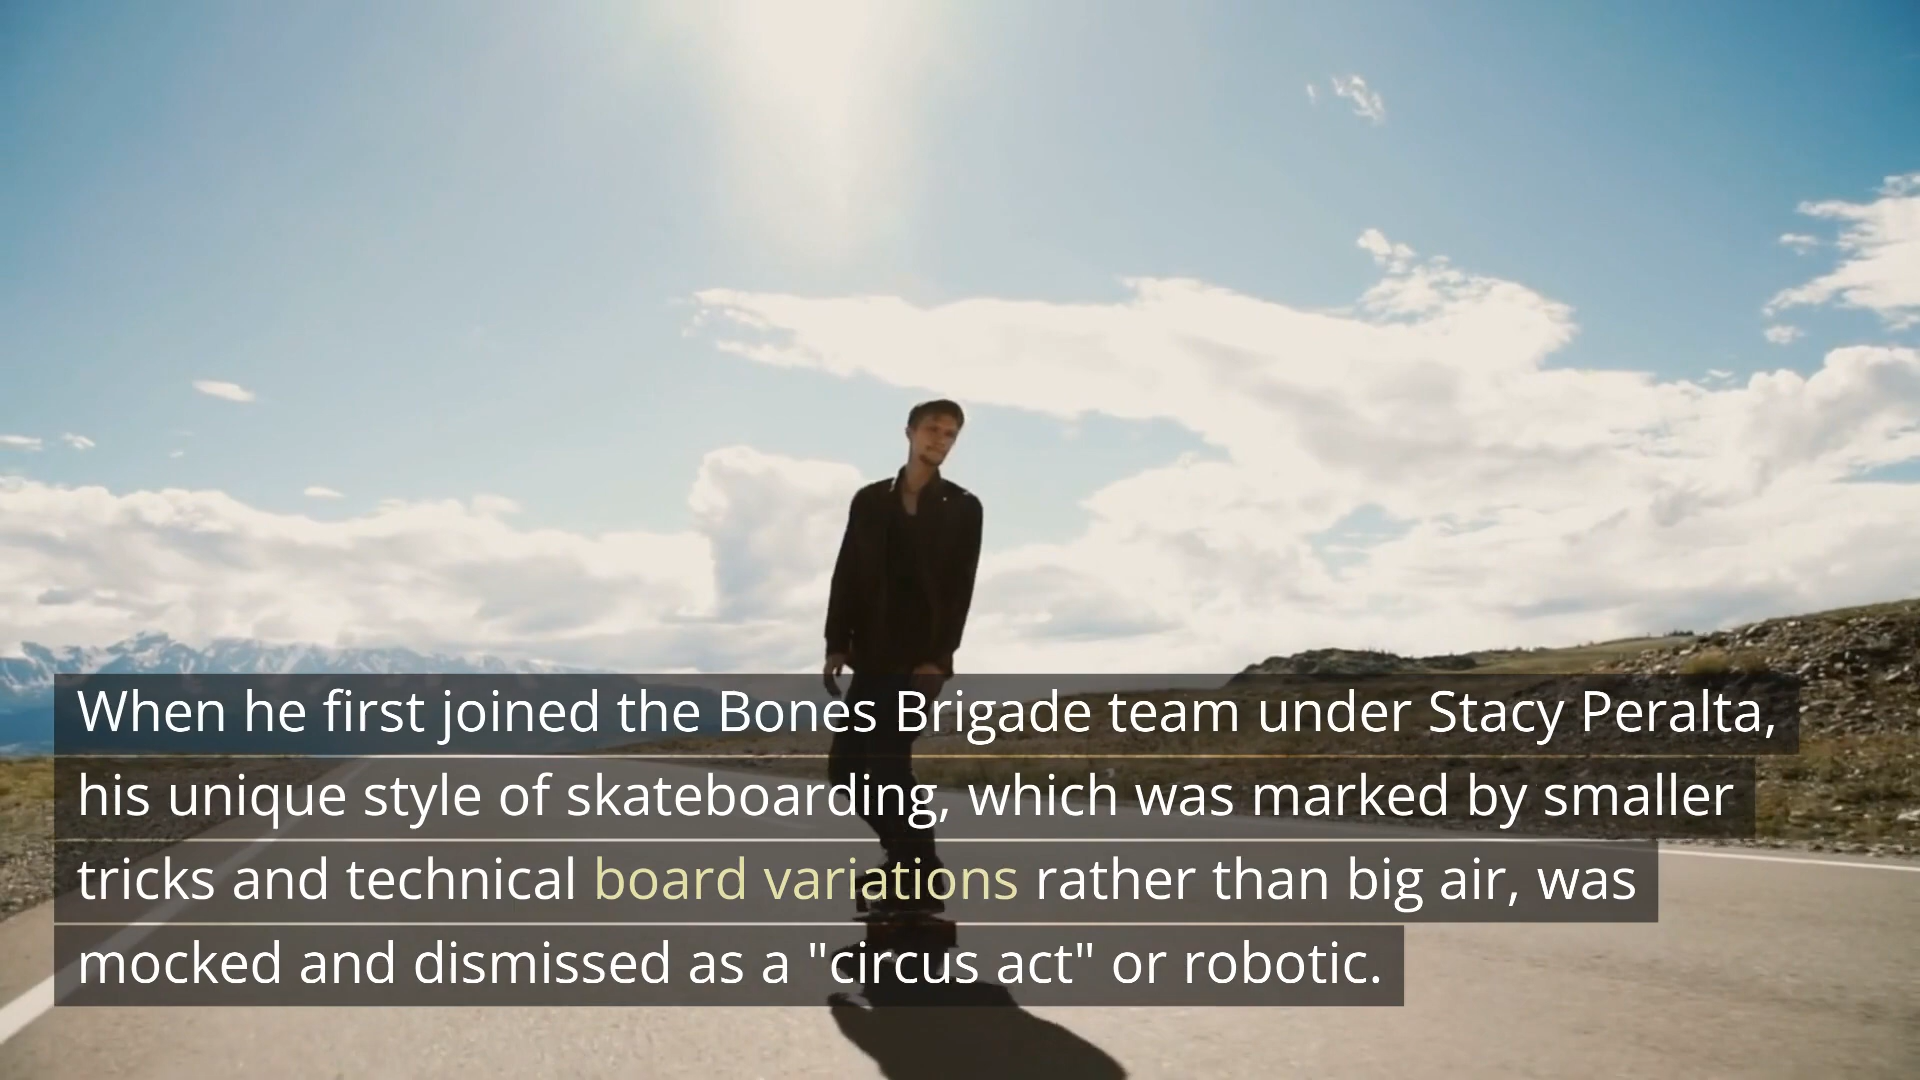 When he first joined the Bones Brigade team under Stacy Peralta,
his unique style of skateboarding, which was marked by smaller
tricks and technical board variations rather than big air, was
mocked and dismissed as a "circus act" or robotic.